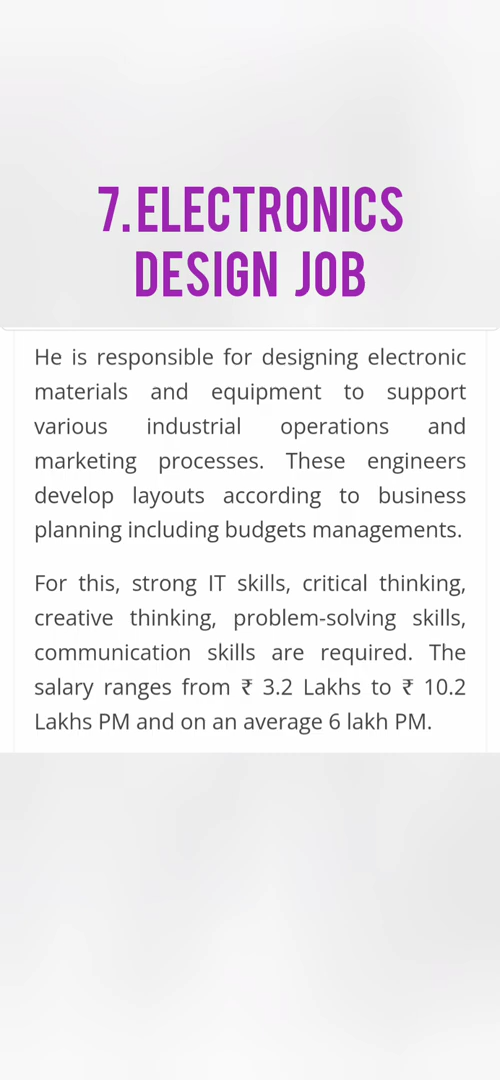 7. ELECTRONICS
DESIGN JOB
He is responsible for designing electronic
materials and equipment to support
various industrial operations and
marketing processes. These engineers
develop layouts according to business
planning including budgets managements.
For this, strong IT skills, critical thinking,
creative thinking, problem-solving skills,
communication skills are required. The
salary ranges from ₹ 3.2 Lakhs to ₹ 10.2
Lakhs PM and on an average 6 lakh PM.